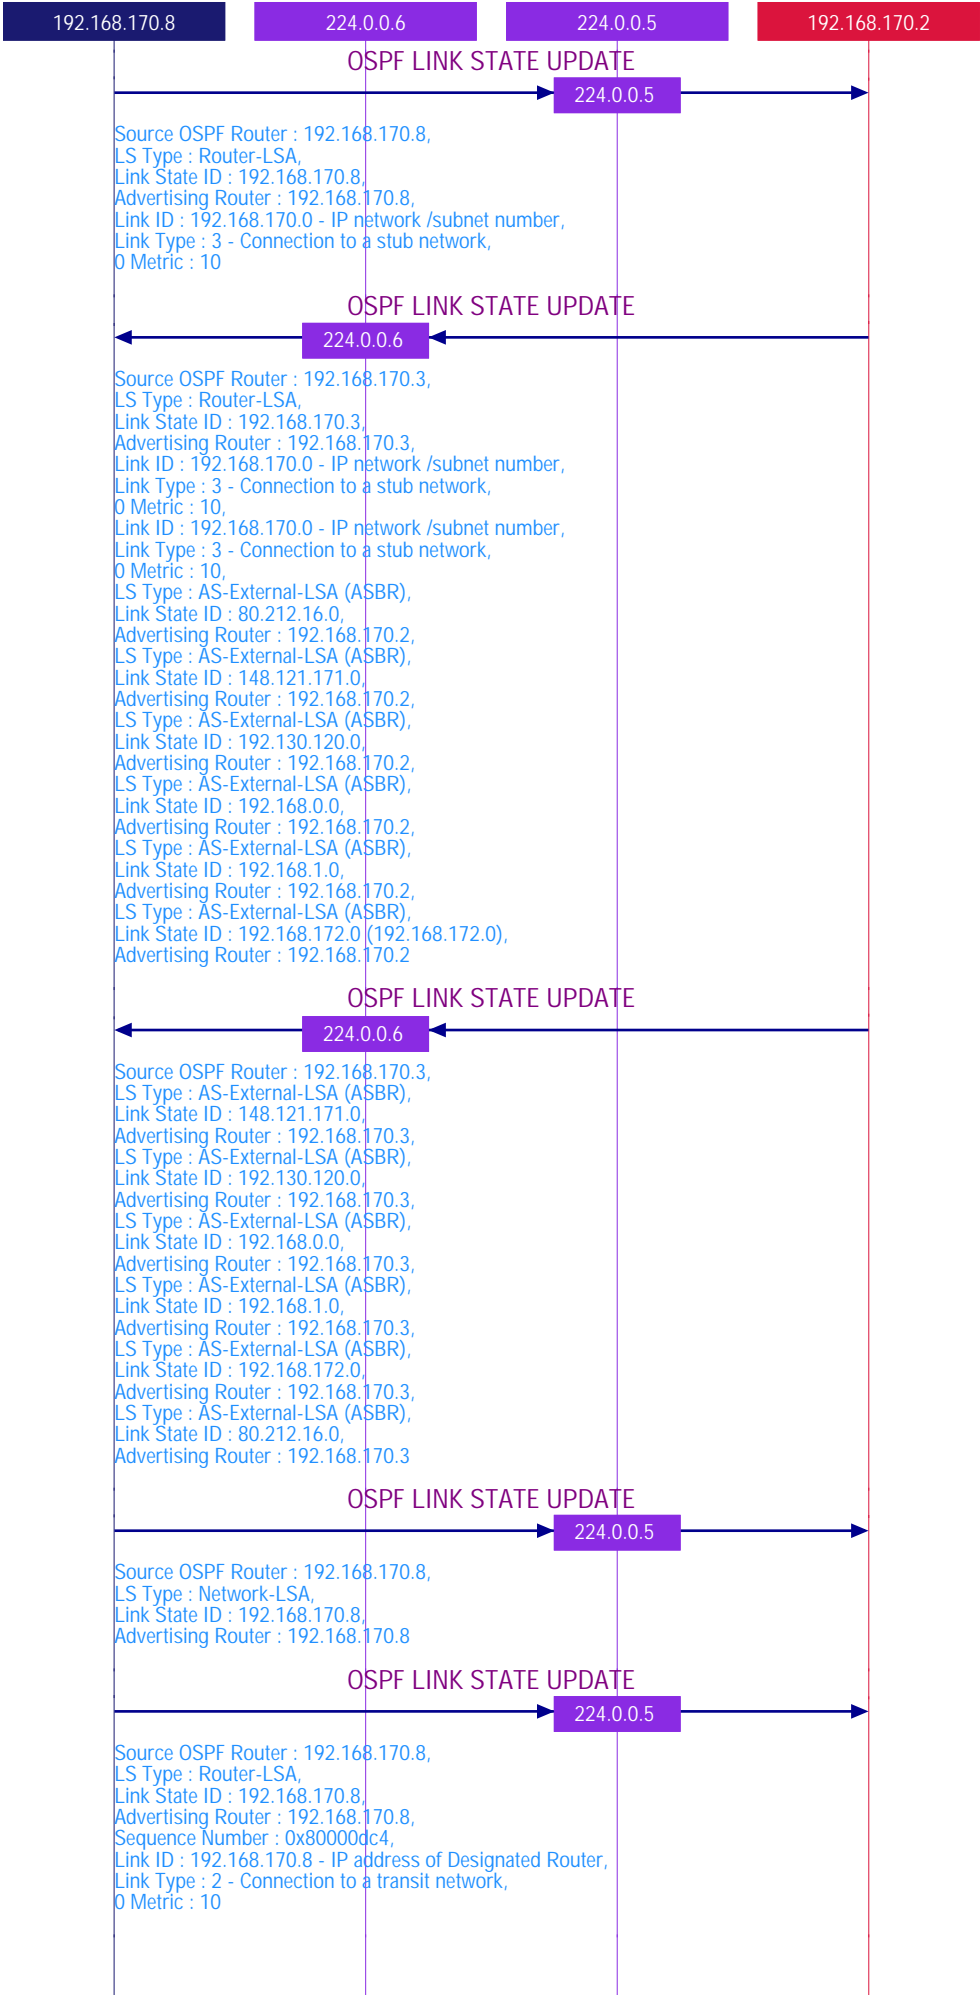 192.168.170.8
224.0.0.6
224.0.0.5
192.168.170.2
OSPF LINK STATE UPDATE
224.0.0.5
Source OSPF Router : 192.168.170.8,
LS Type : Router-LSA,
Link State ID : 192.168.170.8,
Advertising Router : 192.168.170.8,
Link ID : 192.168.170.0 - IP network /subnet number,
Link Type : 3 - Connection to a stub network,
0 Metric : 10
OSPF LINK STATE UPDATE
224.0.0.6
Source OSPF Router : 192.168.170.3,
LS Type : Router-LSA,
Link State ID : 192.168.170.3,
Advertising Router : 192.168.170.3,
Link ID : 192.168.170.0 - IP network /subnet number,
Link Type : 3 - Connection to a stub network,
0 Metric : 10,
Link ID : 192.168.170.0 - IP network /subnet number,
Link Type : 3 - Connection to a stub network,
0 Metric : 10,
LS Type : AS-External-LSA (ASBR),
Link State ID : 80.212.16.0,
Advertising Router : 192.168.170.2,
LS Type : AS-External-LSA (ASBR),
Link State ID : 148.121.171.0,
Advertising Router : 192.168.170.2,
LS Type : AS-External-LSA (ASBR),
Link State ID : 192.130.120.0,
Advertising Router : 192.168.170.2,
LS Type : AS-External-LSA (ASBR),
Link State ID : 192.168.0.0,
Advertising Router : 192.168.170.2,
LS Type : AS-External-LSA (ASBR),
Link State ID : 192.168.1.0,
Advertising Router : 192.168.170.2,
LS Type : AS-External-LSA (ASBR),
Link State ID : 192.168.172.0 (192.168.172.0),
Advertising Router : 192.168.170.2
OSPF LINK STATE UPDATE
224.0.0.6
Source OSPF Router : 192.168.170.3,
LS Type : AS-External-LSA (ASBR),
Link State ID : 148.121.171.0,
Advertising Router : 192.168.170.3,
LS Type : AS-External-LSA (ASBR),
Link State ID : 192.130.120.0,
Advertising Router : 192.168.170.3,
LS Type : AS-External-LSA (ASBR),
Link State ID : 192.168.0.0,
Advertising Router : 192.168.170.3,
LS Type : AS-External-LSA (ASBR),
Link State ID : 192.168.1.0,
Advertising Router : 192.168.170.3,
LS Type : AS-External-LSA (ASBR),
Link State ID : 192.168.172.0,
Advertising Router : 192.168.170.3,
LS Type : AS-External-LSA (ASBR),
Link State ID : 80.212.16.0,
Advertising Router : 192.168.170.3
OSPF LINK STATE UPDATE
224.0.0.5
Source OSPF Router : 192.168.170.8,
LS Type : Network-LSA,
Link State ID : 192.168.170.8,
Advertising Router : 192.168.170.8
OSPF LINK STATE UPDATE
224.0.0.5
Source OSPF Router : 192.168.170.8,
LS Type : Router-LSA,
Link State ID : 192.168.170.8,
Advertising Router : 192.168.170.8,
Sequence Number : 0x80000dc4,
Link ID : 192.168.170.8 - IP address of Designated Router,
Link Type : 2 - Connection to a transit network,
0 Metric : 10